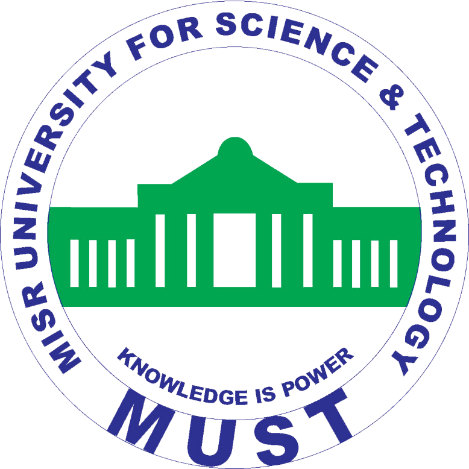 MISR UNIVERSITY FOR SCIENCE & TECHNOLOGY
KNOWLEDGE IS POWER
MUST